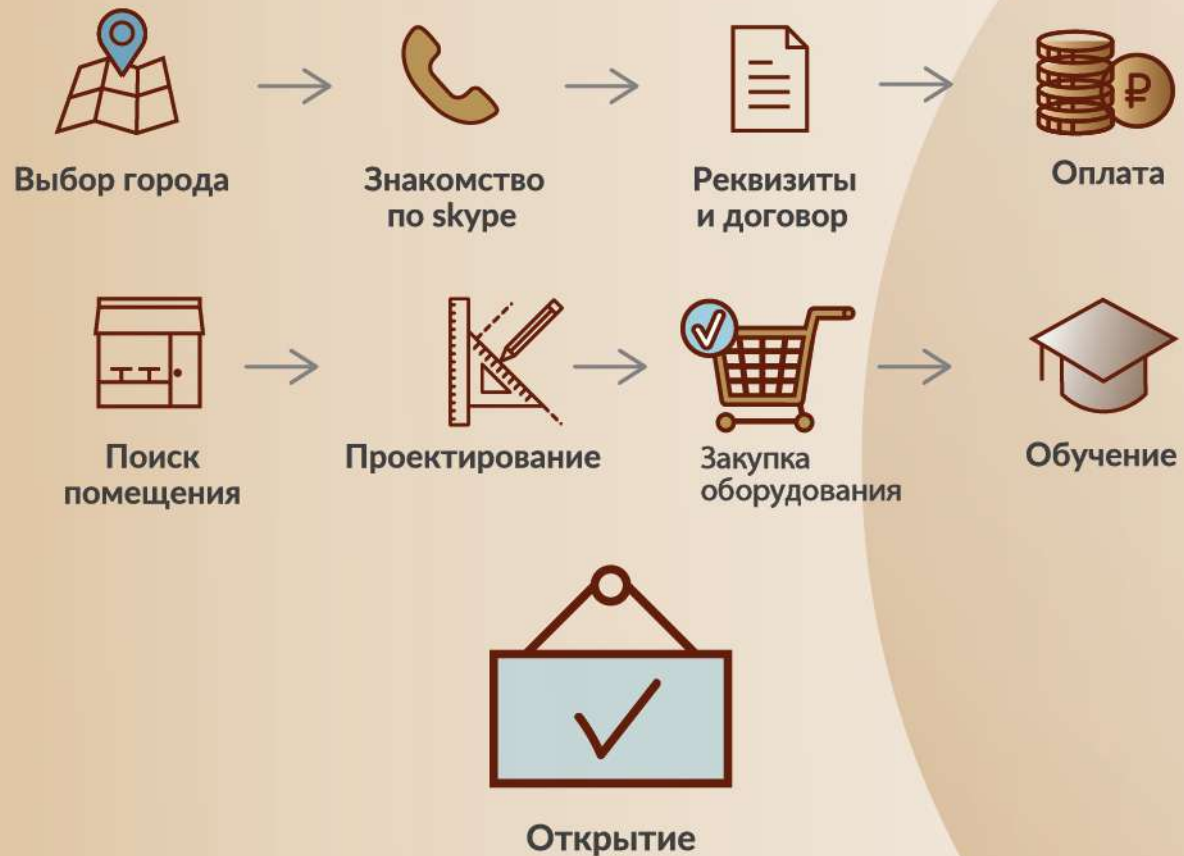 Выбор города
Знакомство
по skype
Реквизиты
и договор
Оплата
Поиск
помещения
Проектирование
Закупка
оборудования
Обучение
Открытие